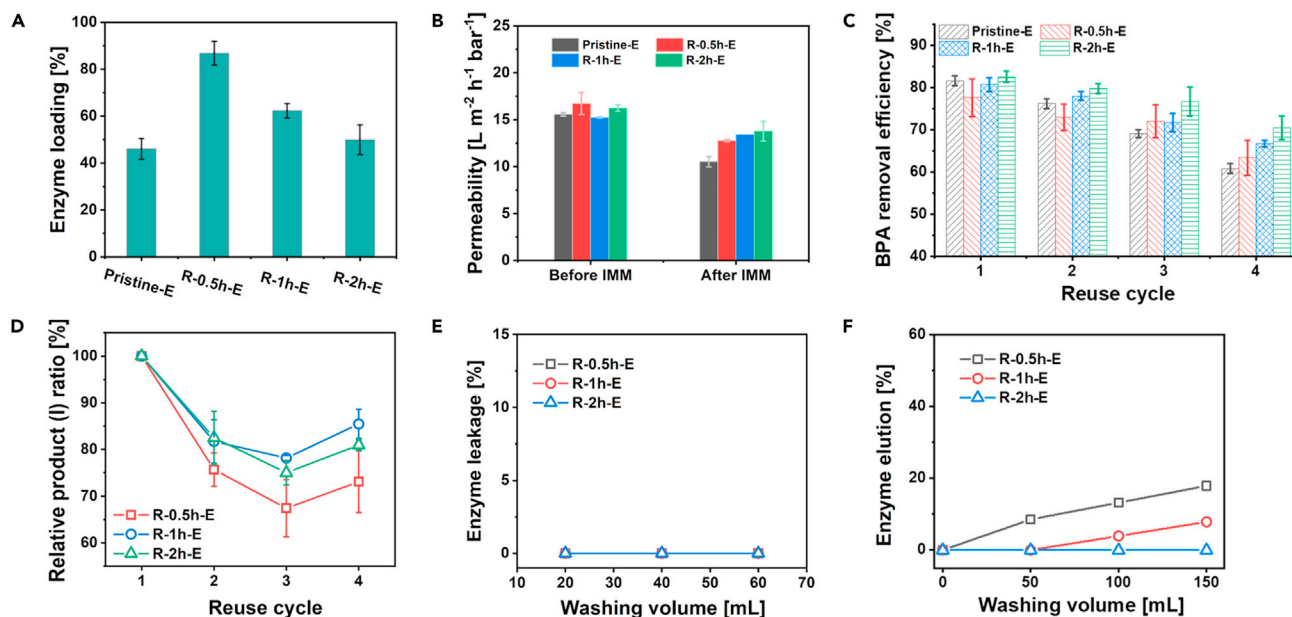 A
Enzyme loading [%]
100
80
60
40
20
0
Pristine-E
R-0.5h-E
R-1h-E
R-2h-E
B
Permeability [L m⁻² h⁻¹ bar⁻¹]
25
20
15
10
5
0
Pristine-E R-0.5h-E
R-1h-E R-2h-E
Before IMM After IMM
C
BPA removal efficiency [%]
90
80
70
60
50
40
Pristine-E R-0.5h-E
R-1h-E R-2h-E
1 2 3 4
Reuse cycle
D
Relative product (I) ratio [%]
100
90
80
70
60
R-0.5h-E
R-1h-E
R-2h-E
1 2 3 4
Reuse cycle
E
Enzyme leakage [%]
15
10
5
0
R-0.5h-E
R-1h-E
R-2h-E
10 20 30 40 50 60 70
Washing volume [mL]
F
Enzyme elution [%]
60
40
20
0
R-0.5h-E
R-1h-E
R-2h-E
0 50 100 150
Washing volume [mL]